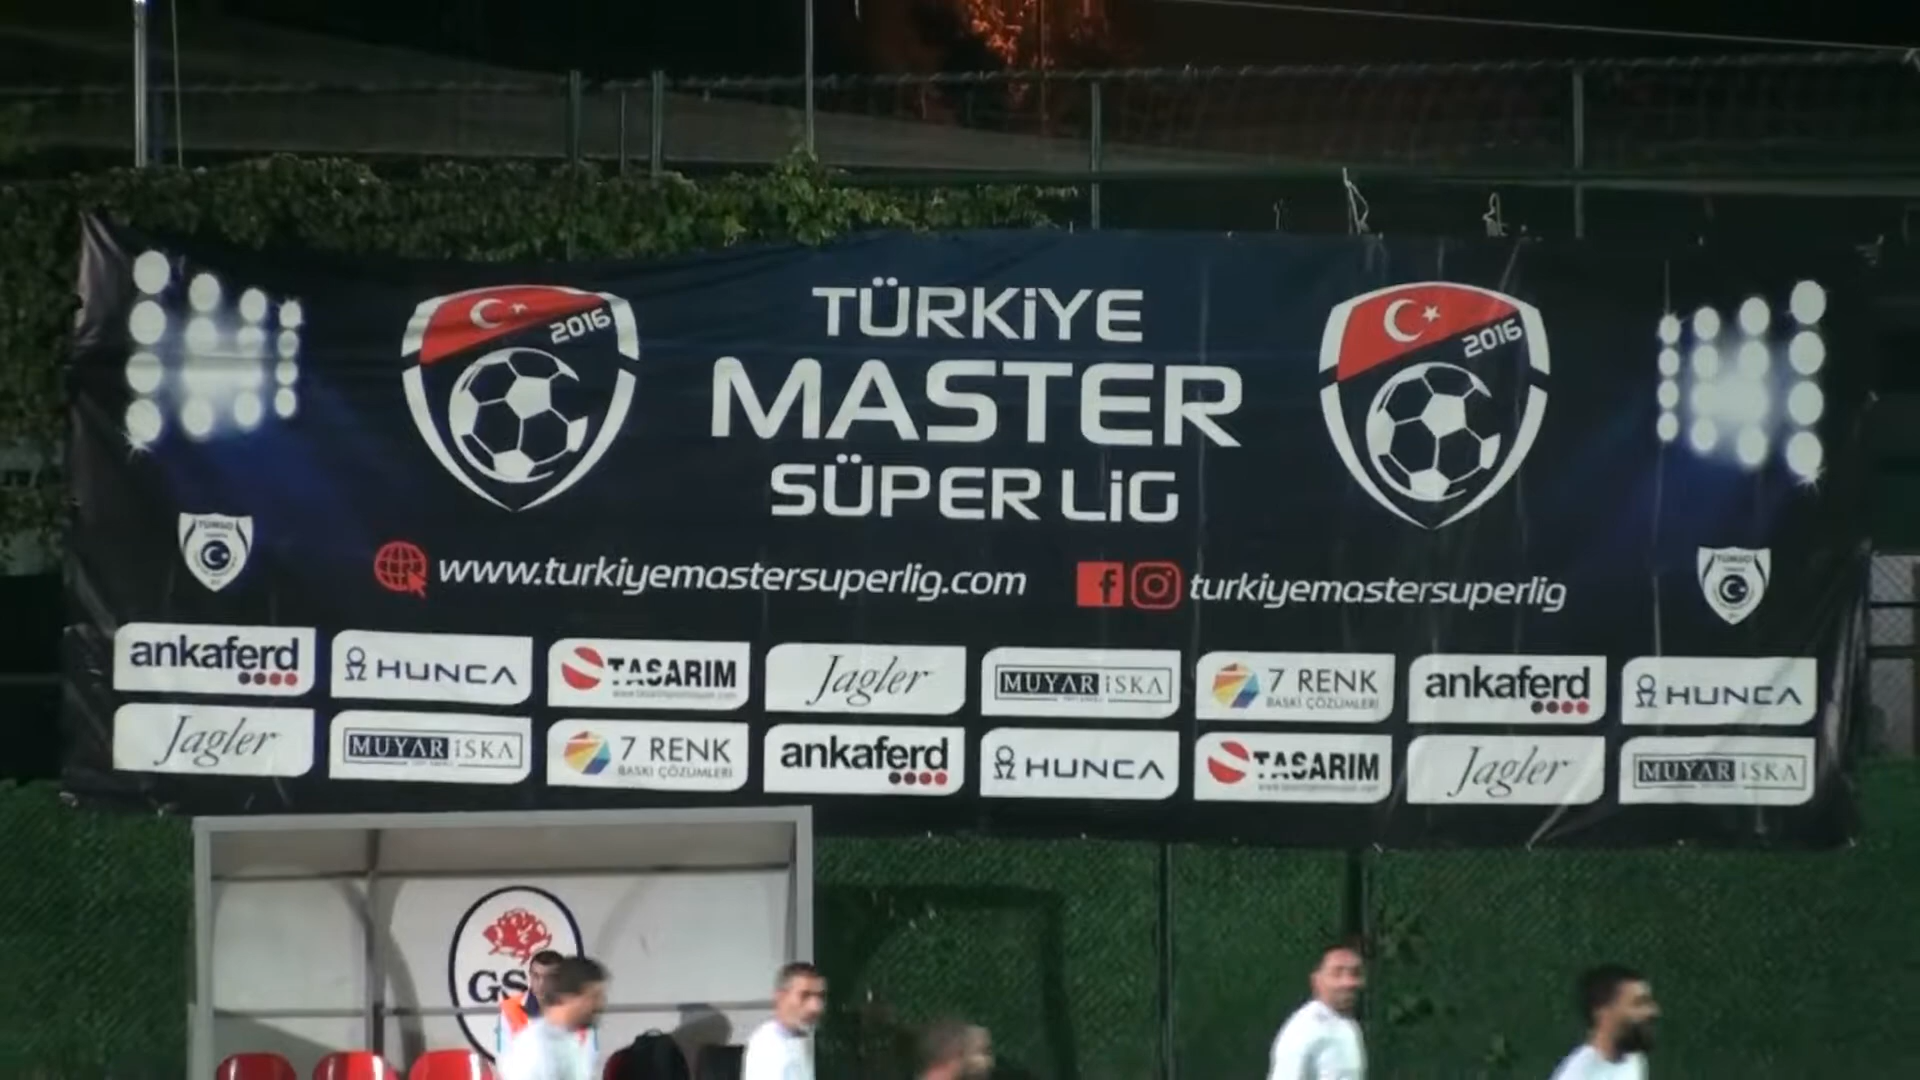 2016
TÜRKİYE
2016
MASTER
SÜPER LİG
www.turkiyemastersuperlig.com
turkiyemastersuperlig
ankaferd
HUNCA
TASARIM
Jagler
MUYAR İSKA
7 RENK
BASKI ÇÖZÜMLERİ
ankaferd
HUNCA
Jagler
MUYAR İSKA
7 RENK
BASKI ÇÖZÜMLERİ
ankaferd
HUNCA
TASARIM
Jagler
MUYAR İSKA
GS